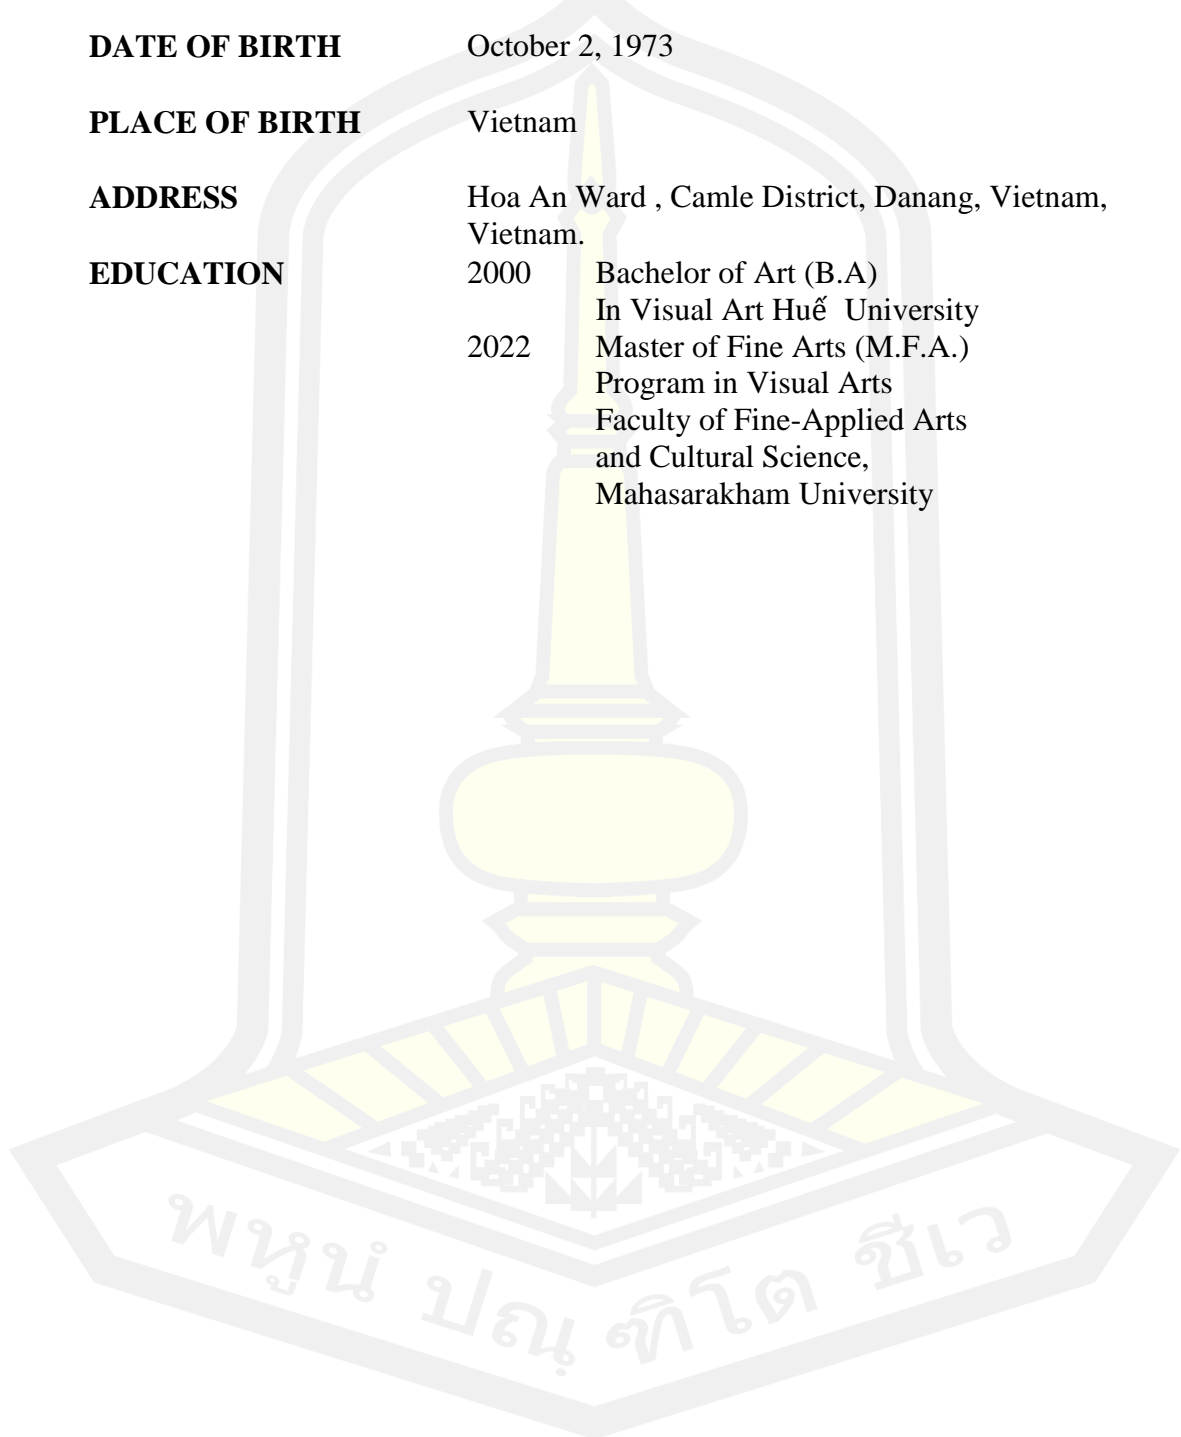 DATE OF BIRTH October 2, 1973
PLACE OF BIRTH Vietnam
ADDRESS Hoa An Ward , Camle District, Danang, Vietnam,
Vietnam.
EDUCATION 2000 Bachelor of Art (B.A)
In Visual Art Huế University
2022 Master of Fine Arts (M.F.A.)
Program in Visual Arts
Faculty of Fine-Applied Arts
and Cultural Science,
Mahasarakham University
พหูนํ ปณฺฑิโต ชีเว